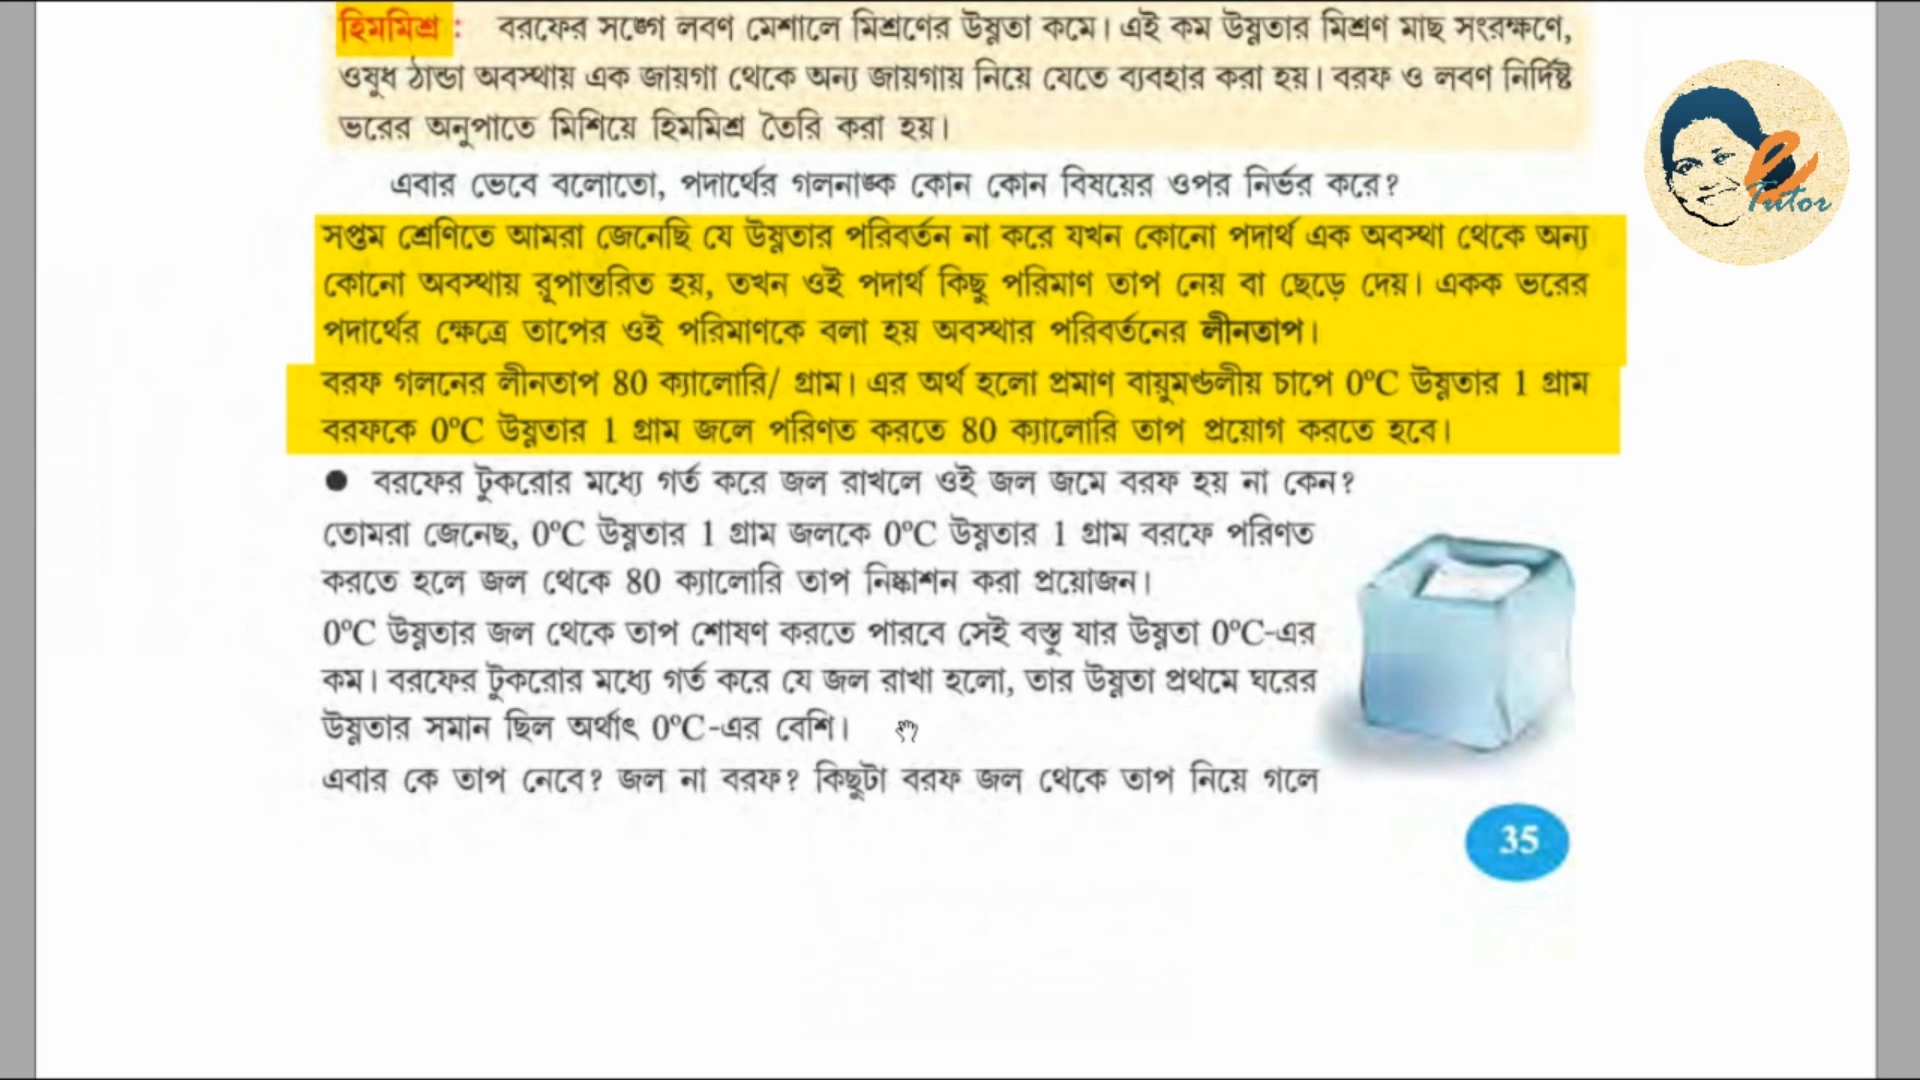 হিমমিশ্র : বরফের সঙ্গে লবণ মেশালে মিশ্রণের উষ্ণতা কমে। এই কম উষ্ণতার মিশ্রণ মাছ সংরক্ষণে,
ওষুধ ঠান্ডা অবস্থায় এক জায়গা থেকে অন্য জায়গায় নিয়ে যেতে ব্যবহার করা হয়। বরফ ও লবণ নির্দিষ্ট
ভরের অনুপাতে মিশিয়ে হিমমিশ্র তৈরি করা হয়।
এবার ভেবে বলোতো, পদার্থের গলনাঙ্ক কোন কোন বিষয়ের ওপর নির্ভর করে?
সপ্তম শ্রেণিতে আমরা জেনেছি যে উষ্ণতার পরিবর্তন না করে যখন কোনো পদার্থ এক অবস্থা থেকে অন্য
কোনো অবস্থায় রূপান্তরিত হয়, তখন ওই পদার্থ কিছু পরিমাণ তাপ নেয় বা ছেড়ে দেয়। একক ভরের
পদার্থের ক্ষেত্রে তাপের ওই পরিমাণকে বলা হয় অবস্থার পরিবর্তনের লীনতাপ।
বরফ গলনের লীনতাপ 80 ক্যালোরি/ গ্রাম। এর অর্থ হলো প্রমাণ বায়ুমণ্ডলীয় চাপে 0°C উষ্ণতার 1 গ্রাম
বরফকে 0°C উষ্ণতার 1 গ্রাম জলে পরিণত করতে 80 ক্যালোরি তাপ প্রয়োগ করতে হবে।
● বরফের টুকরোর মধ্যে গর্ত করে জল রাখলে ওই জল জমে বরফ হয় না কেন?
তোমরা জেনেছ, 0°C উষ্ণতার 1 গ্রাম জলকে 0°C উষ্ণতার 1 গ্রাম বরফে পরিণত
করতে হলে জল থেকে 80 ক্যালোরি তাপ নিষ্কাশন করা প্রয়োজন।
0°C উষ্ণতার জল থেকে তাপ শোষণ করতে পারবে সেই বস্তু যার উষ্ণতা 0°C-এর
কম। বরফের টুকরোর মধ্যে গর্ত করে যে জল রাখা হলো, তার উষ্ণতা প্রথমে ঘরের
উষ্ণতার সমান ছিল অর্থাৎ 0°C-এর বেশি।
এবার কে তাপ নেবে? জল না বরফ? কিছুটা বরফ জল থেকে তাপ নিয়ে গলে
35
e Tutor